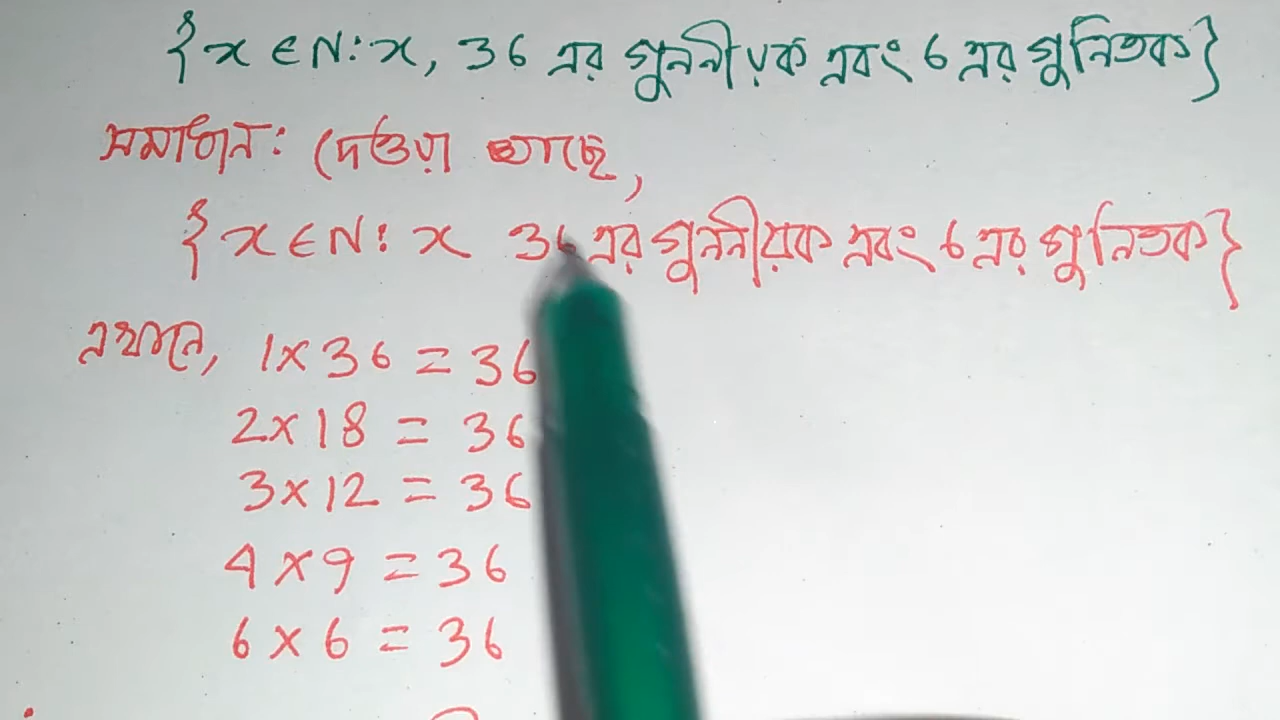 {x ∈ N : x, 36 এর গুননীয়ক এবং 6 এর গুনিতক}
সমাধান: দেওয়া আছে,
{x ∈ N : x 36 এর গুননীয়ক এবং 6 এর গুনিতক}
এখানে, 1 × 36 = 36
2 × 18 = 36
3 × 12 = 36
4 × 9 = 36
6 × 6 = 36